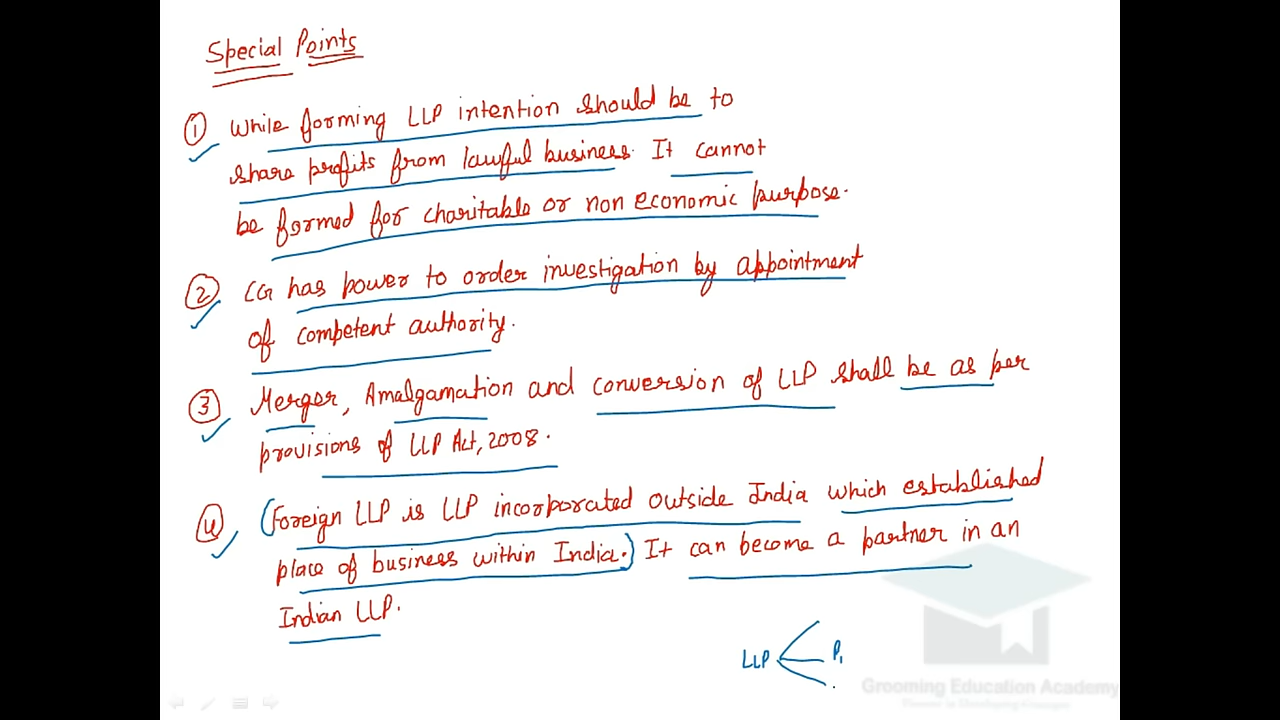 Special Points
① While forming LLP intention should be to
share profits from lawful business. It cannot
be formed for charitable or non economic purpose.
② CG has power to order investigation by appointment
of competent authority.
③ Merger, Amalgamation and conversion of LLP shall be as per
provisions of LLP Act, 2008.
④ (Foreign LLP is LLP incorporated outside India which established
place of business within India.) It can become a partner in an
Indian LLP.
LLP P1
Grooming Education Academy